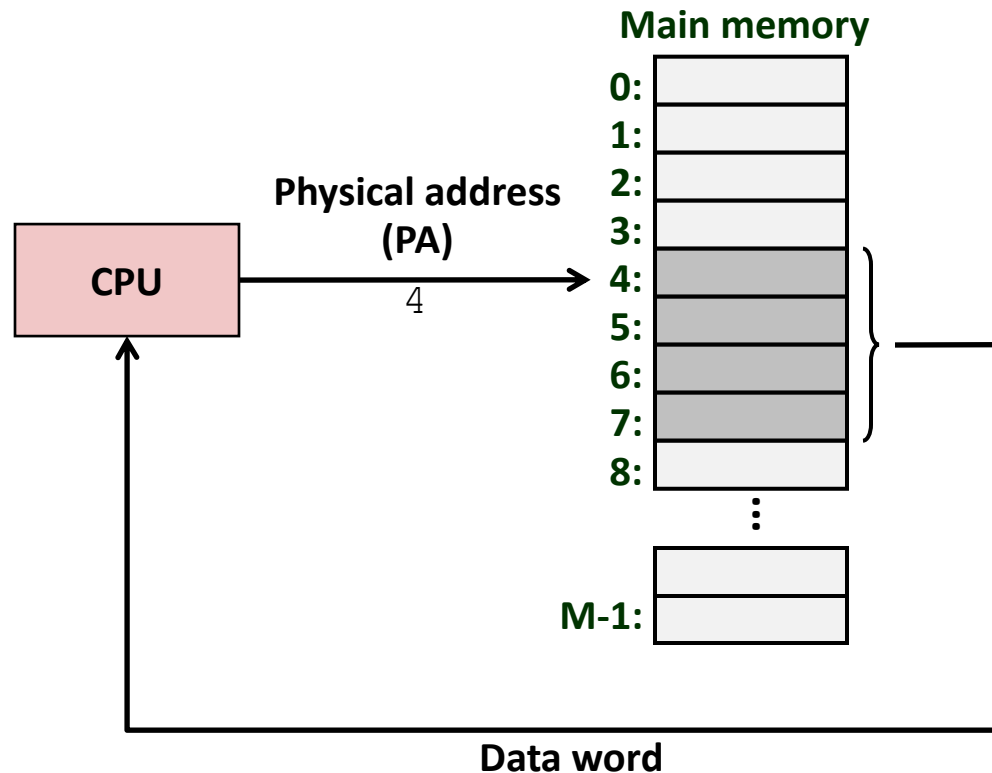 Main memory
0:
1:
2:
Physical address
(PA)
3:
CPU
4
4:
5:
6:
7:
8:
M-1:
Data word